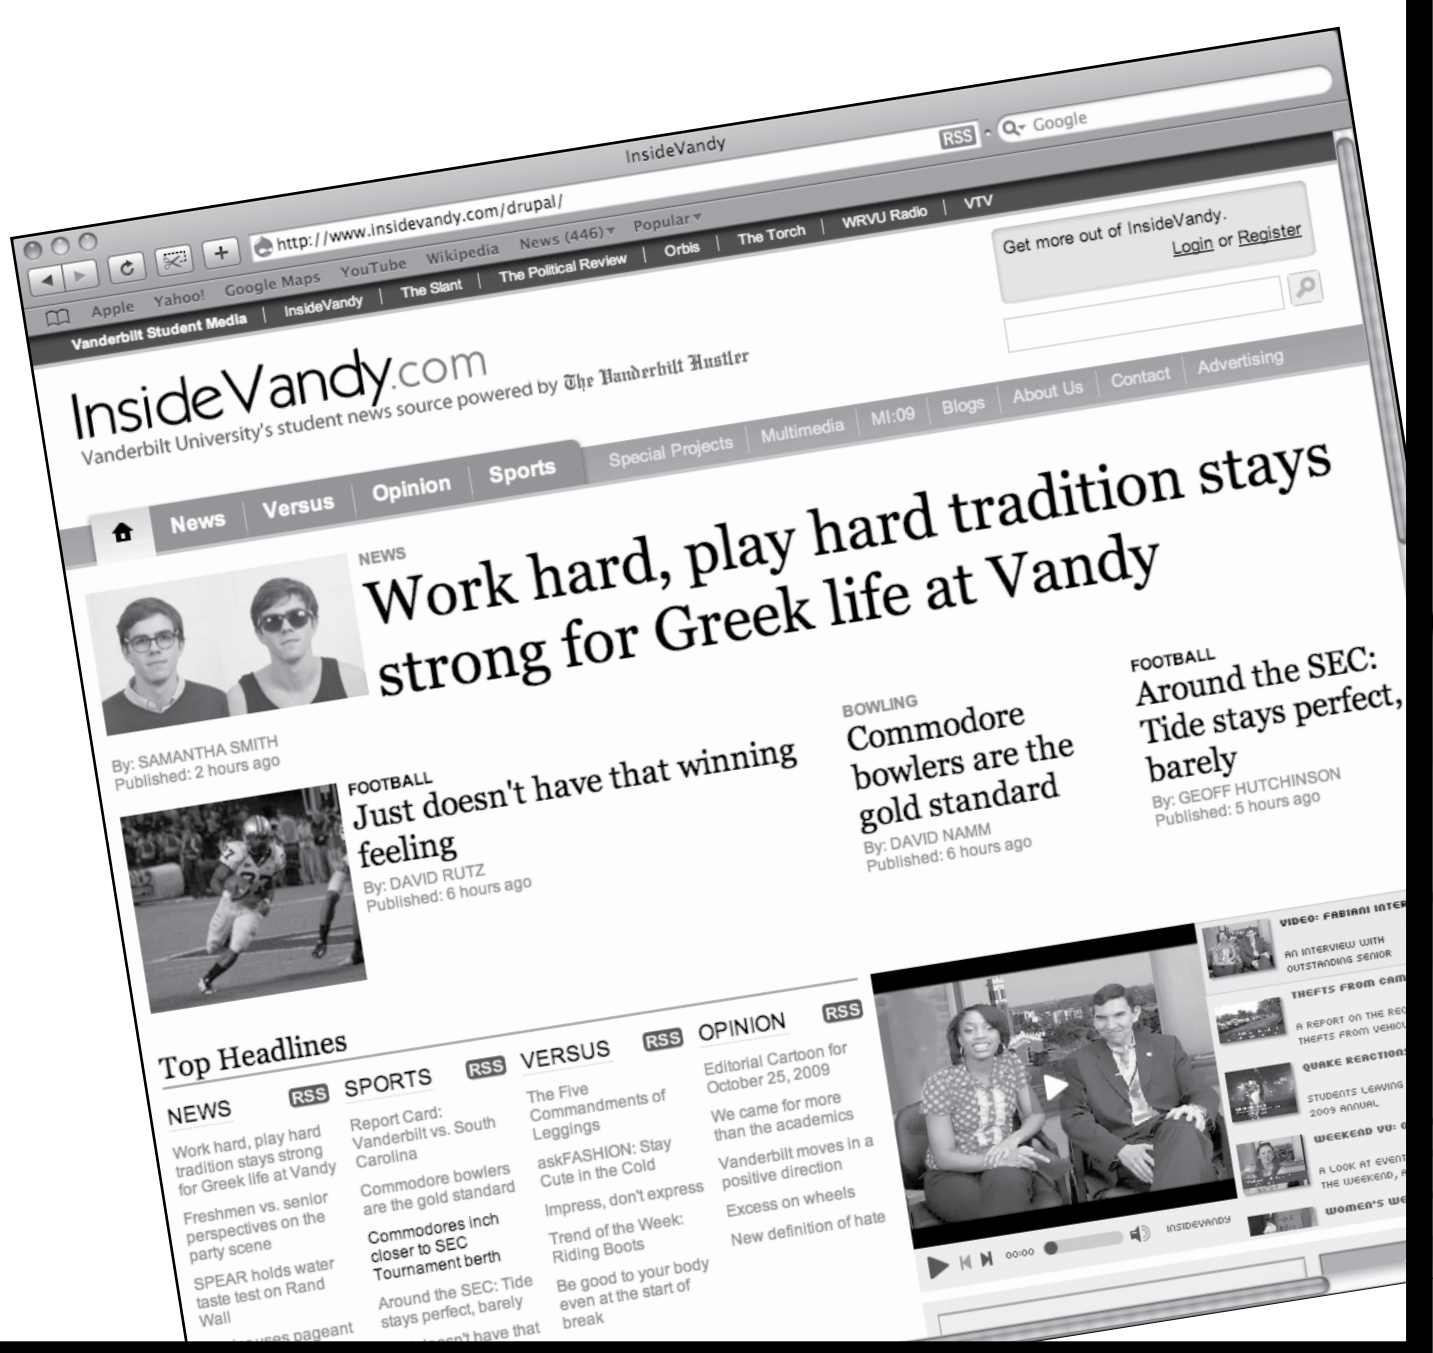 InsideVandy
http://www.insidevandy.com/drupal/
RSS
Google
Apple Yahoo! Google Maps YouTube Wikipedia News (446) Popular
Vanderbilt Student Media | InsideVandy | The Slant | The Political Review | Orbis | The Torch | WRVU Radio | VTV
Get more out of InsideVandy.
Login or Register
InsideVandy.com
Vanderbilt University's student news source powered by The Vanderbilt Hustler
News Versus Opinion Sports Special Projects Multimedia MI:09 Blogs About Us Contact Advertising
NEWS
Work hard, play hard tradition stays
strong for Greek life at Vandy
By: SAMANTHA SMITH
Published: 2 hours ago
FOOTBALL
Just doesn't have that winning
feeling
By: DAVID RUTZ
Published: 6 hours ago
BOWLING
Commodore
bowlers are the
gold standard
By: DAVID NAMM
Published: 6 hours ago
FOOTBALL
Around the SEC:
Tide stays perfect,
barely
By: GEOFF HUTCHINSON
Published: 5 hours ago
Top Headlines
NEWS RSS
Work hard, play hard
tradition stays strong
for Greek life at Vandy
Freshmen vs. senior
perspectives on the
party scene
SPEAR holds water
taste test on Rand
Wall
uses pageant
SPORTS RSS
Report Card:
Vanderbilt vs. South
Carolina
Commodore bowlers
are the gold standard
Commodores inch
closer to SEC
Tournament berth
Around the SEC: Tide
stays perfect, barely
doesn't have that
VERSUS RSS
The Five
Commandments of
Leggings
askFASHION: Stay
Cute in the Cold
Impress, don't express
Trend of the Week:
Riding Boots
Be good to your body
even at the start of
break
OPINION RSS
Editorial Cartoon for
October 25, 2009
We came for more
than the academics
Vanderbilt moves in a
positive direction
Excess on wheels
New definition of hate
00:00
INSIDEVANDY
VIDEO: FABIANI INTER
AN INTERVIEW WITH
OUTSTANDING SENIOR
THEFTS FROM CAM
A REPORT ON THE REC
THEFTS FROM VEHICU
QUAKE REACTION
STUDENTS LEAVING
2009 ANNUAL
WEEKEND VU:
A LOOK AT EVENT
THE WEEKEND,
WOMEN'S WE